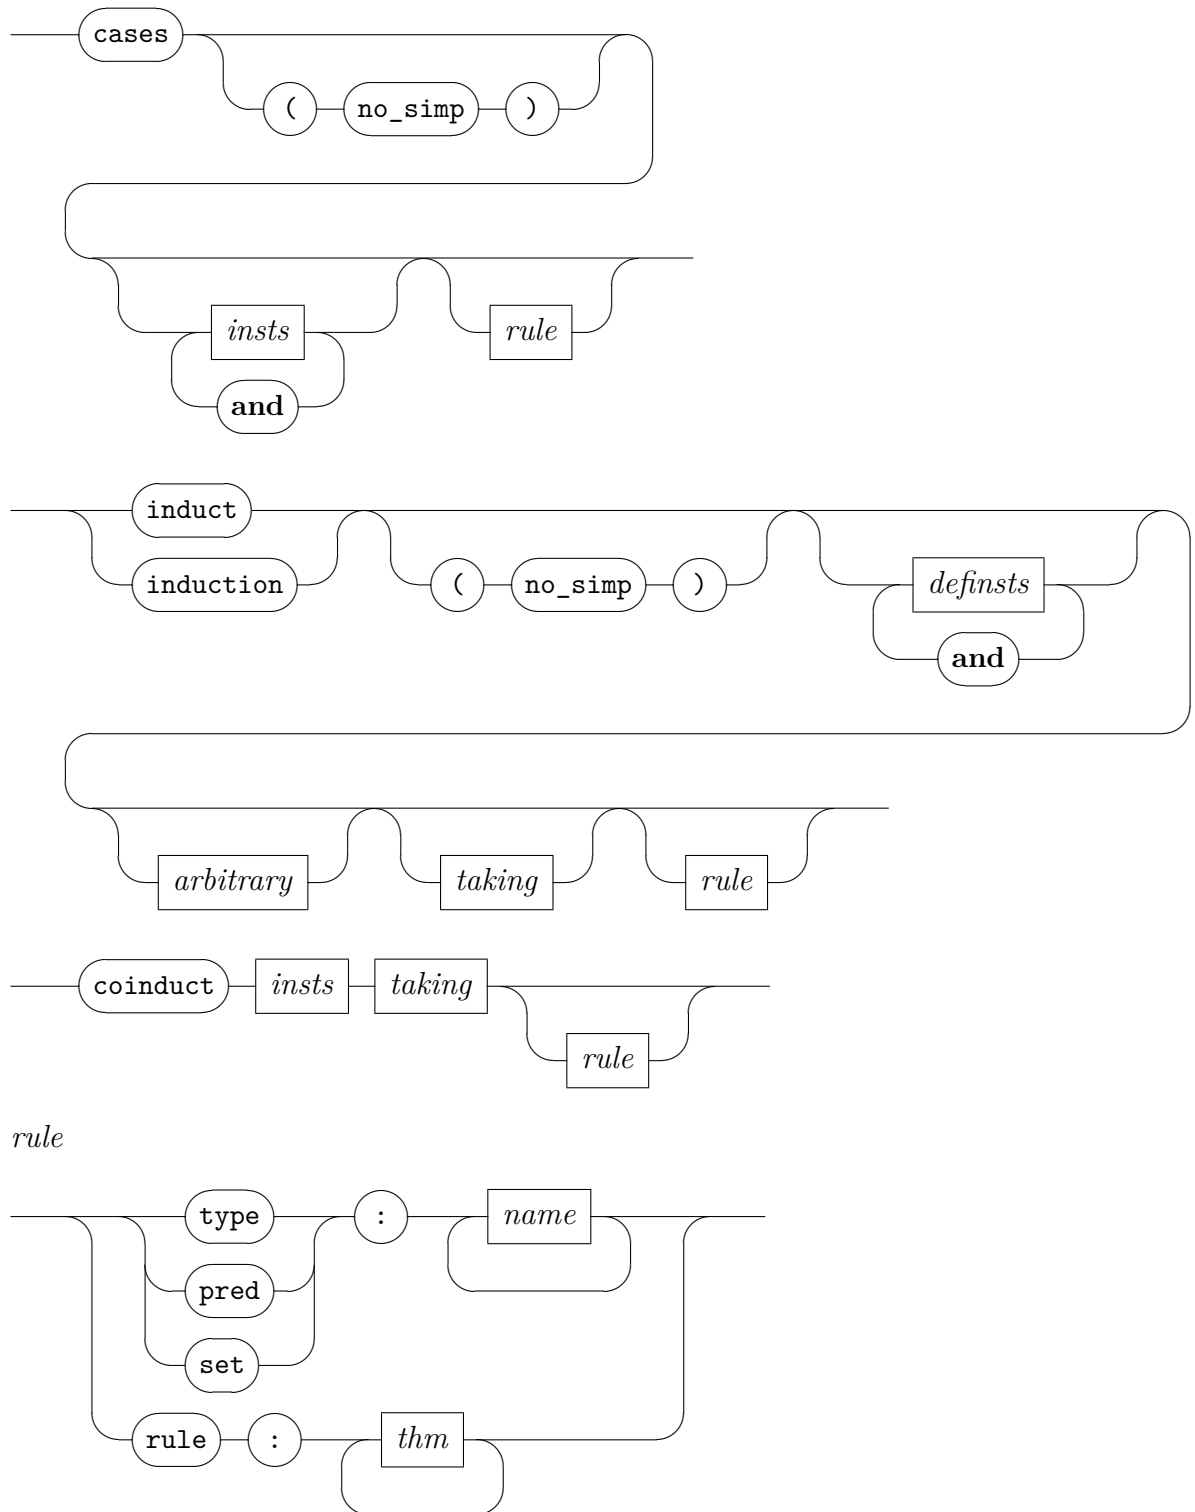 cases
( no_simp )
insts rule
and
induct
induction ( no_simp ) definsts
and
arbitrary taking rule
coinduct insts taking
rule
rule
type : name
pred
set
rule : thm